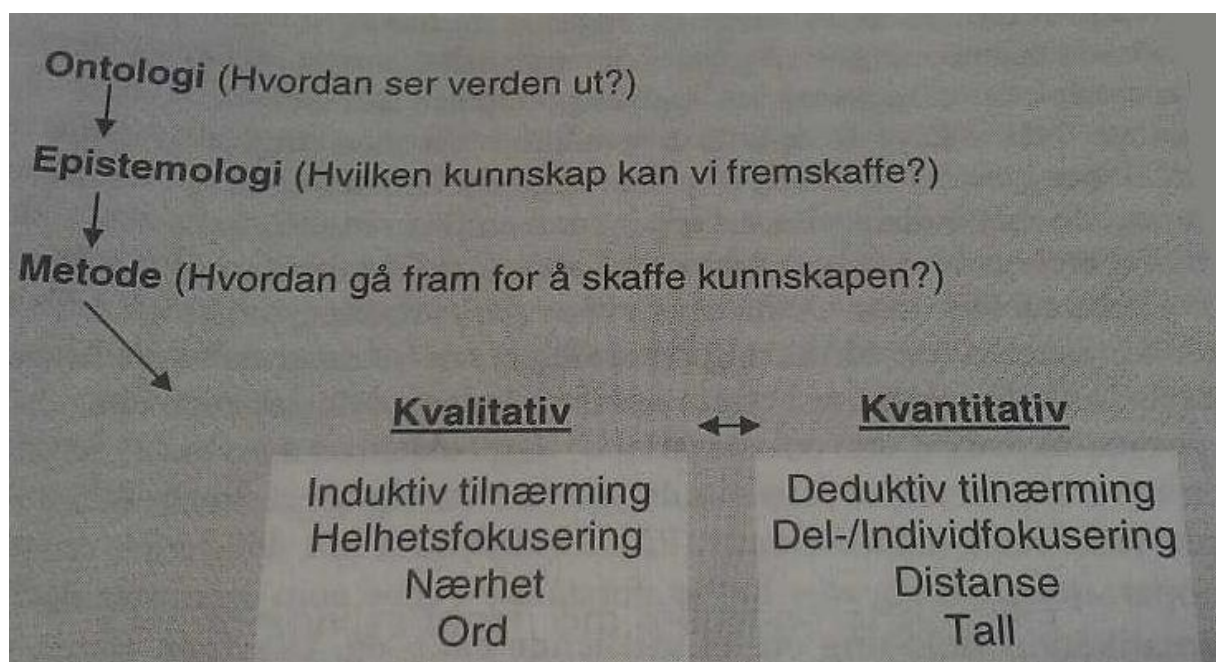 Ontologi (Hvordan ser verden ut?)
Epistemologi (Hvilken kunnskap kan vi fremskaffe?)
Metode (Hvordan gå fram for å skaffe kunnskapen?)
Kvalitativ
Induktiv tilnærming
Helhetsfokusering
Nærhet
Ord
Kvantitativ
Deduktiv tilnærming
Del-/Individfokusering
Distanse
Tall